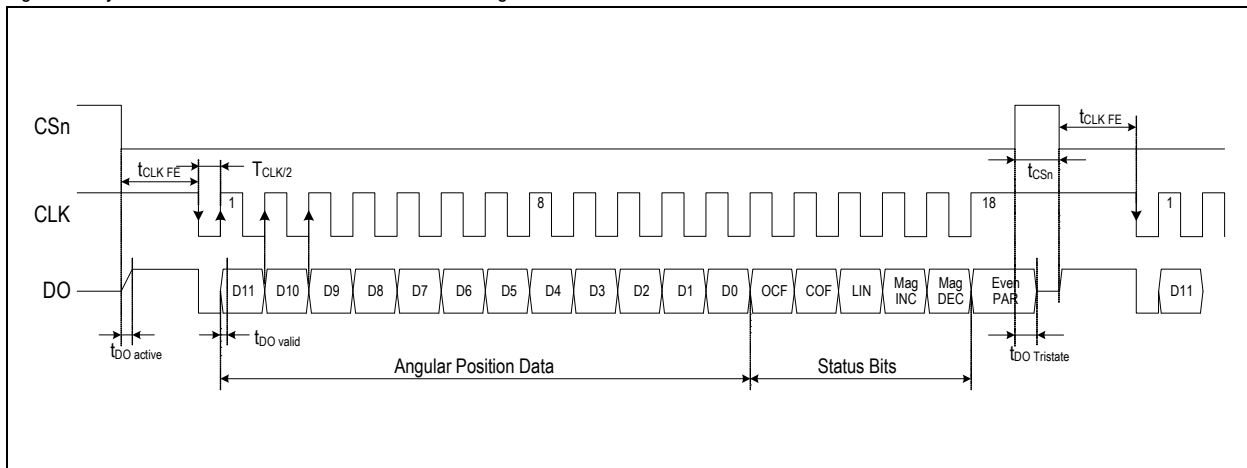 CSn
tCLK FE
tCLK FE
TCLK/2
tCSn
CLK
1
8
18
1
DO
D11
D10
D9
D8
D7
D6
D5
D4
D3
D2
D1
D0
OCF
COF
LIN
Mag
INC
Mag
DEC
Even
PAR
D11
tDO active
tDO valid
tDO Tristate
Angular Position Data
Status Bits